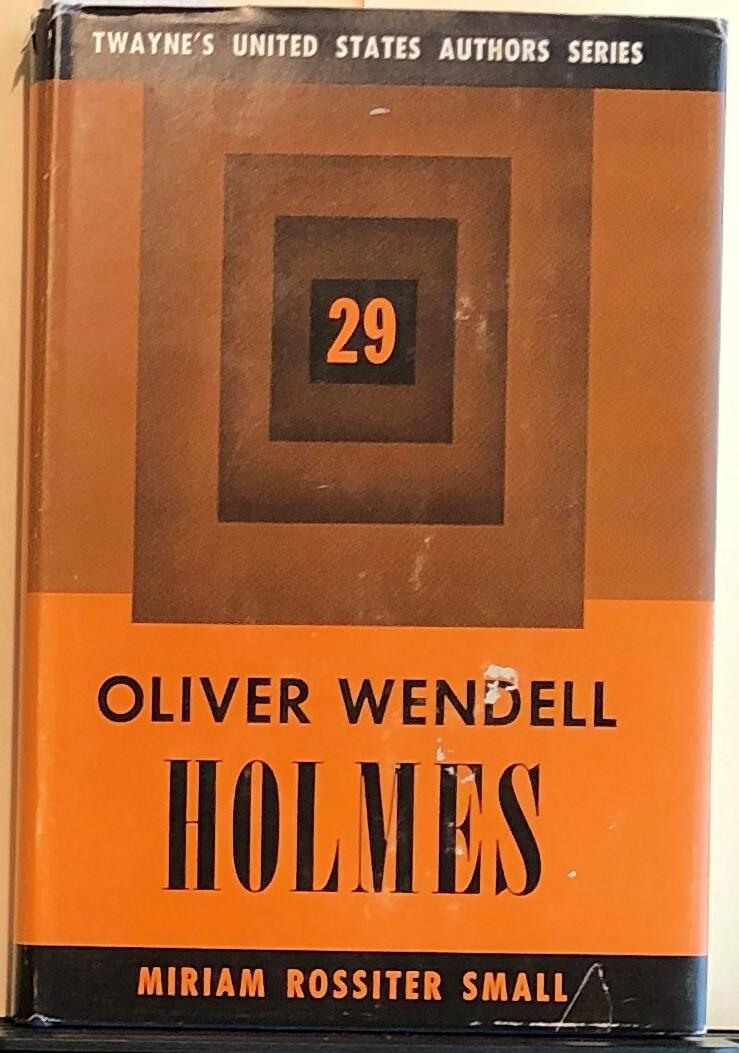 TWAYNE'S UNITED STATES AUTHORS SERIES
29
OLIVER WENDELL
HOLMES
MIRIAM ROSSITER SMALL